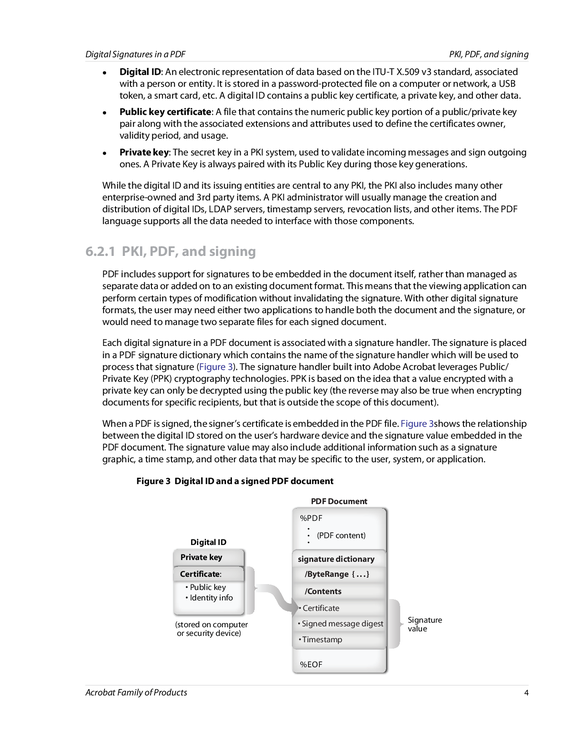 Digital Signatures in a PDF PKI, PDF, and signing
● Digital ID: An electronic representation of data based on the ITU-T X.509 v3 standard, associated
with a person or entity. It is stored in a password-protected file on a computer or network, a USB
token, a smart card, etc. A digital ID contains a public key certificate, a private key, and other data.
● Public key certificate: A file that contains the numeric public key portion of a public/private key
pair along with the associated extensions and attributes used to define the certificates owner,
validity period, and usage.
● Private key: The secret key in a PKI system, used to validate incoming messages and sign outgoing
ones. A Private Key is always paired with its Public Key during those key generations.
While the digital ID and its issuing entities are central to any PKI, the PKI also includes many other
enterprise-owned and 3rd party items. A PKI administrator will usually manage the creation and
distribution of digital IDs, LDAP servers, timestamp servers, revocation lists, and other items. The PDF
language supports all the data needed to interface with those components.
6.2.1 PKI, PDF, and signing
PDF includes support for signatures to be embedded in the document itself, rather than managed as
separate data or added on to an existing document format. This means that the viewing application can
perform certain types of modification without invalidating the signature. With other digital signature
formats, the user may need either two applications to handle both the document and the signature, or
would need to manage two separate files for each signed document.
Each digital signature in a PDF document is associated with a signature handler. The signature is placed
in a PDF signature dictionary which contains the name of the signature handler which will be used to
process that signature (Figure 3). The signature handler built into Adobe Acrobat leverages Public/
Private Key (PPK) cryptography technologies. PPK is based on the idea that a value encrypted with a
private key can only be decrypted using the public key (the reverse may also be true when encrypting
documents for specific recipients, but that is outside the scope of this document).
When a PDF is signed, the signer's certificate is embedded in the PDF file. Figure 3shows the relationship
between the digital ID stored on the user's hardware device and the signature value embedded in the
PDF document. The signature value may also include additional information such as a signature
graphic, a time stamp, and other data that may be specific to the user, system, or application.
Figure 3 Digital ID and a signed PDF document
PDF Document
%PDF
• (PDF content)
Digital ID
Private key
Certificate:
• Public key
• Identity info
(stored on computer
or security device)
signature dictionary
/ByteRange {...}
/Contents
• Certificate
• Signed message digest
• Timestamp
%EOF
Signature
value
Acrobat Family of Products 4